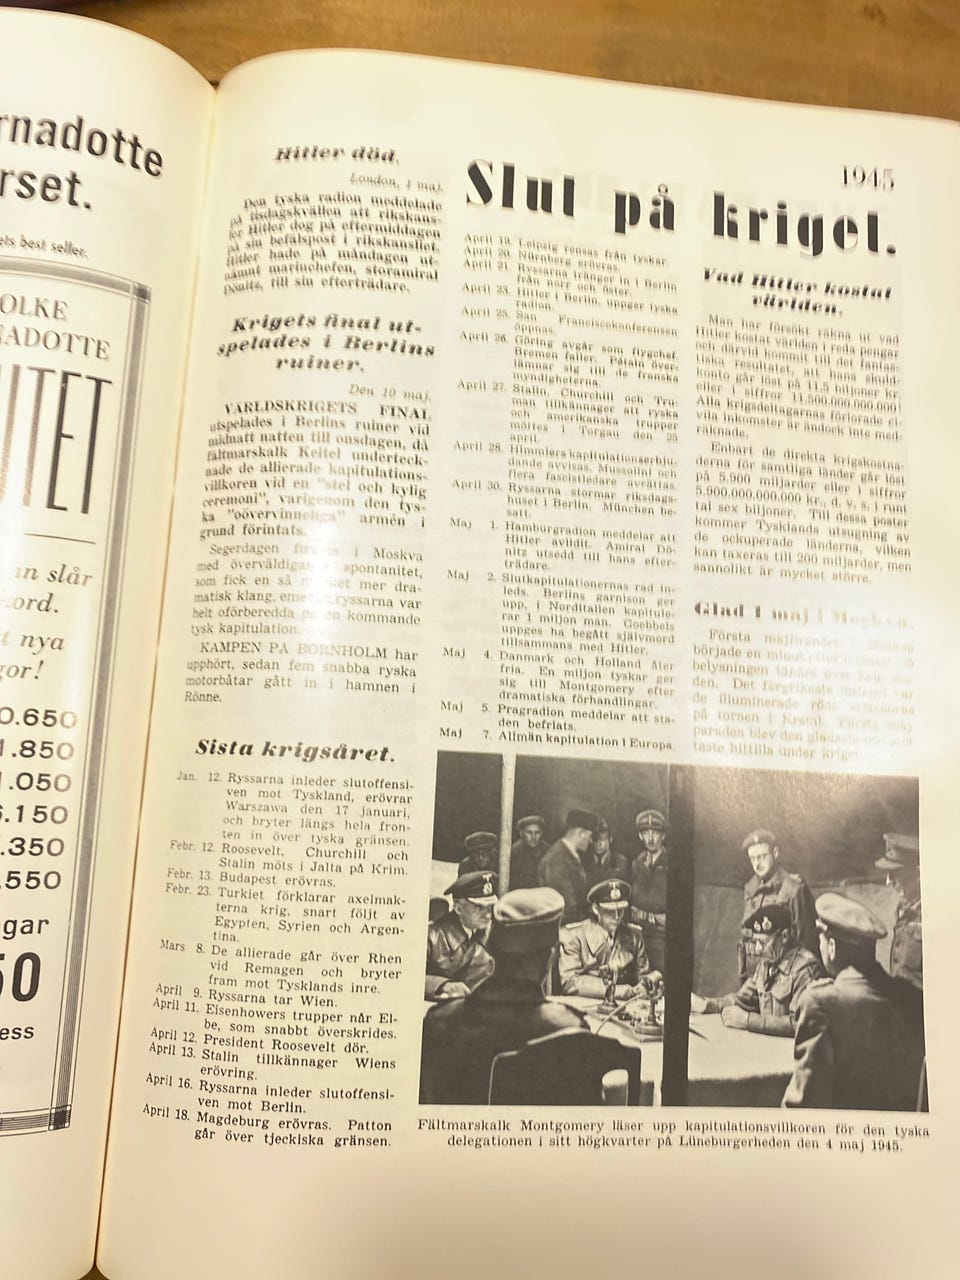 rnadotte
rset.
ets best seller.
OLKE
NADOTTE
an slår
ord.
nya
gor!
0.650
1.850
.050
.150
.350
.550
gar
50
ess
1945
Slut på kriget.
Hitler död.
London, 1 maj.
Den tyska radion meddelade
på tisdagskvällen att rikskans-
ler Hitler dog på eftermiddagen
på sin befälspost i rikskansliet.
Hitler hade på måndagen ut-
nämnt marinchefen, storamiral
Dönitz, till sin efterträdare.
Krigets final ut-
spelades i Berlins
ruiner.
Den 10 maj.
VÄRLDSKRIGETS FINAL
utspelades i Berlins ruiner vid
midnatt natten till onsdagen, då
fältmarskalk Keitel underteck-
nade de allierade kapitulations-
villkoren vid en "stel och kylig
ceremoni", varigenom den tys-
ka "oövervinneliga" armén i
grund förintats.
Segerdagen i Moskva
med överväldigande spontanitet,
som fick en så mycket mer dra-
matisk klang, emedan ryssarna var
helt oförberedda på en kommande
tysk kapitulation.
KAMPEN PÅ BORNHOLM har
upphört, sedan fem snabba ryska
motorbåtar gått in i hamnen i
Rönne.
Sista krigsåret.
Jan. 12. Ryssarna inleder slutoffensi-
ven mot Tyskland, erövrar
Warszawa den 17 januari,
och bryter längs hela fron-
ten in över tyska gränsen.
Febr. 12. Roosevelt, Churchill och
Stalin möts i Jalta på Krim.
Febr. 13. Budapest erövras.
Febr. 23. Turkiet förklarar axelmak-
terna krig, snart följt av
Egypten, Syrien och Argen-
tina.
Mars 8. De allierade går över Rhen
vid Remagen och bryter
fram mot Tysklands inre.
April 9. Ryssarna tar Wien.
April 11. Eisenhowers trupper når El-
be, som snabbt överskrides.
April 12. President Roosevelt dör.
April 13. Stalin tillkännager Wiens
erövring.
April 16. Ryssarna inleder slutoffensi-
ven mot Berlin.
April 18. Magdeburg erövras. Patton
går över tjeckiska gränsen.
April 19. Leipzig rensas från tyskar.
April 20. Nürnberg erövras.
April 21. Ryssarna tränger in i Berlin
från norr och öster.
April 23. Hitler i Berlin, uppger tyska
radion.
April 25. San Franciscokonferensen
öppnas.
April 26. Göring avgår som flygchef.
Bremen faller. Pétain över-
lämnar sig till de franska
myndigheterna.
April 27. Stalin, Churchill och Tru-
man tillkännager att ryska
och amerikanska trupper
möttes i Torgau den 25
april.
April 28. Himmlers kapitulationserbju-
dande avvisas. Mussolini och
flera fascistledare avrättas.
April 30. Ryssarna stormar riksdags-
huset i Berlin. München be-
satt.
Maj 1. Hamburgradion meddelar att
Hitler avlidit. Amiral Dö-
nitz utsedd till hans efter-
trädare.
Maj 2. Slutkapitulationernas rad in-
leds. Berlins garnison ger
upp, i Norditalien kapitule-
rar 1 miljon man. Goebbels
uppges ha begått självmord
tillsammans med Hitler.
Maj 4. Danmark och Holland åter
fria. En miljon tyskar ger
sig till Montgomery efter
dramatiska förhandlingar.
Maj 5. Pragradion meddelar att sta-
den befriats.
Maj 7. Allmän kapitulation i Europa.
Vad Hitler kostat
världen.
Man har försökt räkna ut vad
Hitler kostat världen i reda pengar
och därvid kommit till det fantas-
tiska resultatet, att hans skuld-
konto går löst på 11,5 biljoner kr.
eller i siffror 11.500.000.000.000!
Alla krigsdeltagarnas förlorade ci-
vila inkomster är ändock inte med-
räknade.
Enbart de direkta krigskostna-
derna för samtliga länder går löst
på 5.900 miljarder eller i siffror
5.900.000.000.000 kr., d. v. s. i runt
tal sex biljoner. Till dessa poster
kommer Tysklands utsugning av
de ockuperade länderna, vilken
kan taxeras till 200 miljarder, men
sannolikt är mycket större.
Glad 1 maj i Moskva.
Första majfirandet i Moskva
började en minut efter
belysningen tändes över hela
den. Det färgrikaste
de illuminerade röda stjärnorna
på tornen i Kreml. Första maj
paraden blev den gladaste
taste hittills under kriget.
Fältmarskalk Montgomery läser upp kapitulationsvillkoren för den tyska
delegationen i sitt högkvarter på Lüneburgerheden den 4 maj 1945.